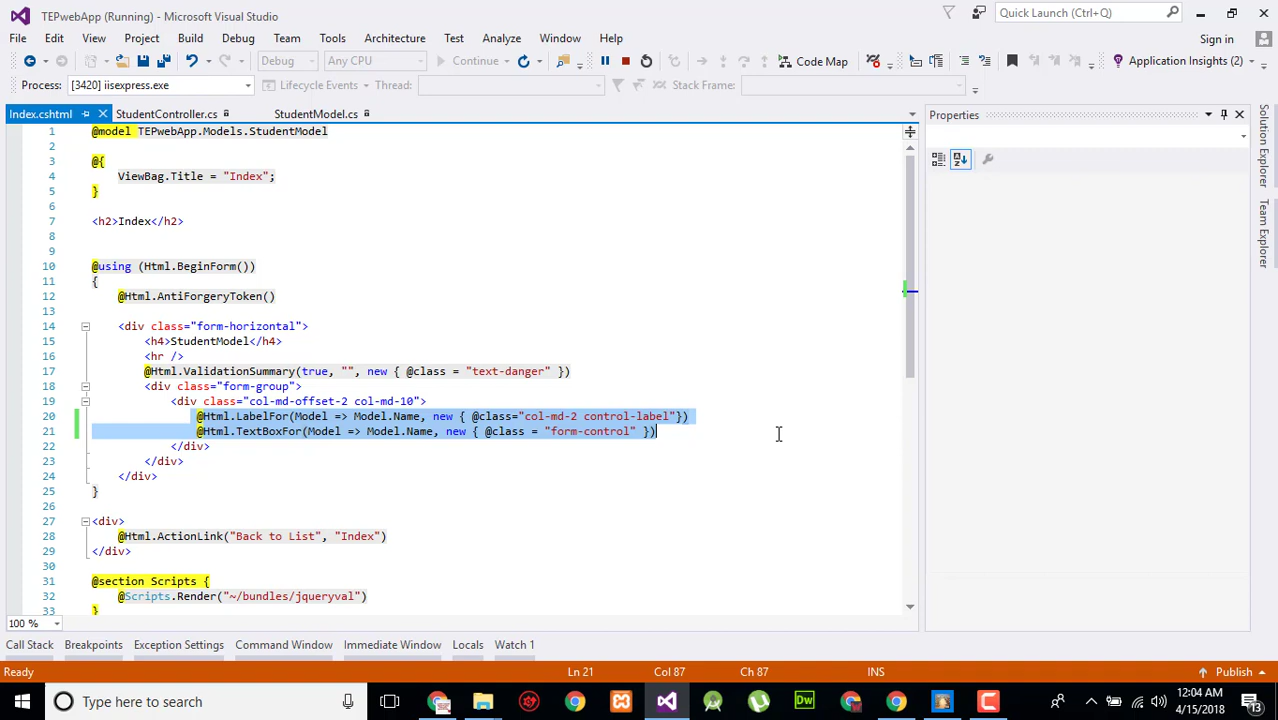 TEPwebApp (Running) - Microsoft Visual Studio
Quick Launch (Ctrl+Q)
File Edit View Project Build Debug Team Tools Architecture Test Analyze Window Help
Sign in
Debug Any CPU Continue Code Map Application Insights (2)
Process: [3420] iisexpress.exe Lifecycle Events Thread: Stack Frame:
Index.cshtml StudentController.cs StudentModel.cs
Properties
Solution Explorer
Team Explorer
1 @model TEPwebApp.Models.StudentModel
2
3 @{
4 ViewBag.Title = "Index";
5 }
6
7 <h2>Index</h2>
8
9
10 @using (Html.BeginForm())
11 {
12 @Html.AntiForgeryToken()
13
14 <div class="form-horizontal">
15 <h4>StudentModel</h4>
16 <hr />
17 @Html.ValidationSummary(true, "", new { @class = "text-danger" })
18 <div class="form-group">
19 <div class="col-md-offset-2 col-md-10">
20 @Html.LabelFor(Model => Model.Name, new { @class="col-md-2 control-label"})
21 @Html.TextBoxFor(Model => Model.Name, new { @class = "form-control" })
22 </div>
23 </div>
24 </div>
25 }
26
27 <div>
28 @Html.ActionLink("Back to List", "Index")
29 </div>
30
31 @section Scripts {
32 @Scripts.Render("~/bundles/jqueryval")
33 }
100 %
Call Stack Breakpoints Exception Settings Command Window Immediate Window Locals Watch 1
Ready Ln 21 Col 87 Ch 87 INS Publish
Type here to search
Dw
12:04 AM
4/15/2018
13